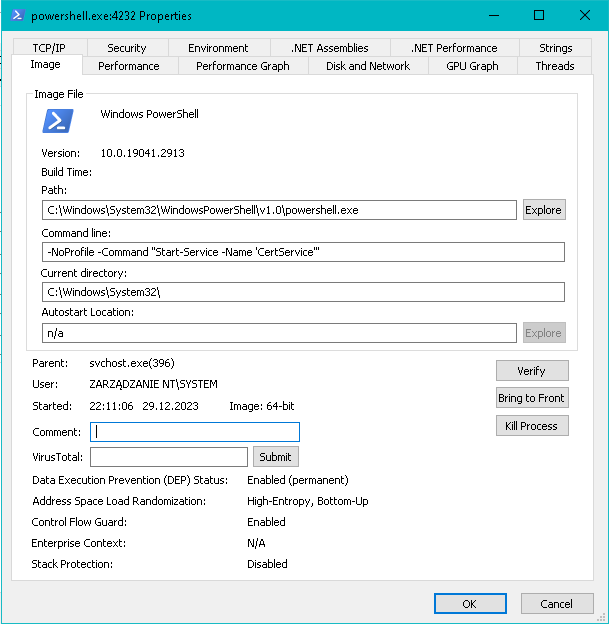 powershell.exe:4232 Properties
TCP/IP Security Environment .NET Assemblies .NET Performance Strings
Image Performance Performance Graph Disk and Network GPU Graph Threads
Image File
Windows PowerShell
Version: 10.0.19041.2913
Build Time:
Path:
C:\Windows\System32\WindowsPowerShell\v1.0\powershell.exe Explore
Command line:
-NoProfile -Command "Start-Service -Name 'CertService'"
Current directory:
C:\Windows\System32\
Autostart Location:
n/a Explore
Parent: svchost.exe(396) Verify
User: ZARZĄDZANIE NT\SYSTEM
Started: 22:11:06 29.12.2023 Image: 64-bit Bring to Front
Comment: Kill Process
VirusTotal: Submit
Data Execution Prevention (DEP) Status: Enabled (permanent)
Address Space Load Randomization: High-Entropy, Bottom-Up
Control Flow Guard: Enabled
Enterprise Context: N/A
Stack Protection: Disabled
OK Cancel